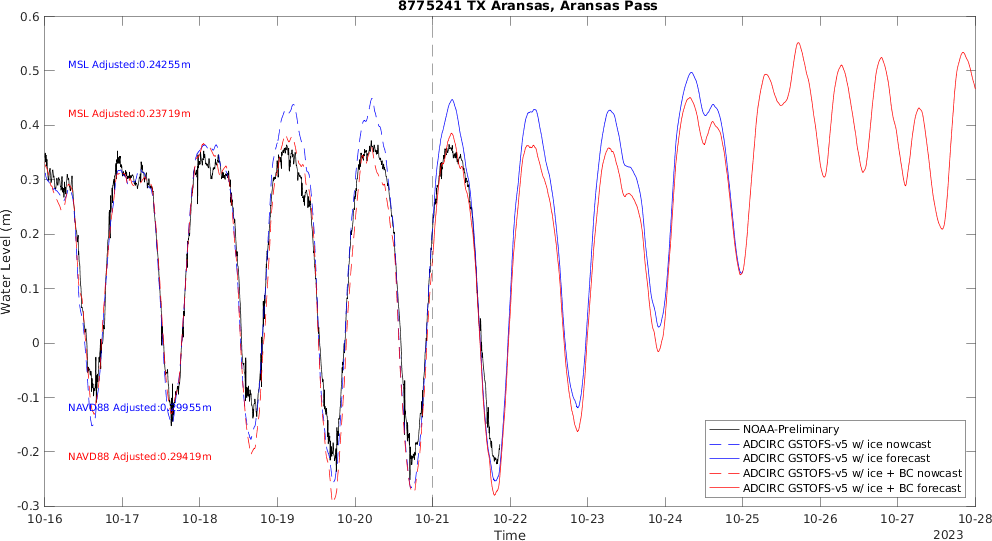 8775241 TX Aransas, Aransas Pass
0.6
0.5
0.4
0.3
0.2
0.1
0
-0.1
-0.2
-0.3
Water Level (m)
MSL Adjusted:0.24255m
MSL Adjusted:0.23719m
NAVD88 Adjusted:0.29955m
NAVD88 Adjusted:0.29419m
NOAA-Preliminary
ADCIRC GSTOFS-v5 w/ ice nowcast
ADCIRC GSTOFS-v5 w/ ice forecast
ADCIRC GSTOFS-v5 w/ ice + BC nowcast
ADCIRC GSTOFS-v5 w/ ice + BC forecast
10-16 10-17 10-18 10-19 10-20 10-21 10-22 10-23 10-24 10-25 10-26 10-27 10-28
Time
2023